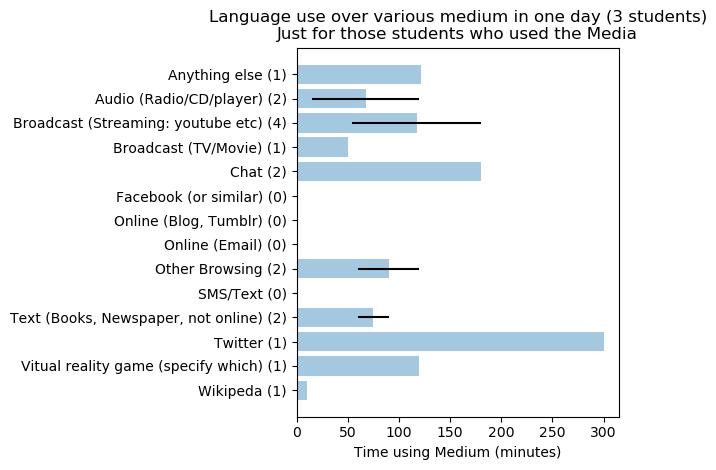 Language use over various medium in one day (3 students)
Just for those students who used the Media
Anything else (1)
Audio (Radio/CD/player) (2)
Broadcast (Streaming: youtube etc) (4)
Broadcast (TV/Movie) (1)
Chat (2)
Facebook (or similar) (0)
Online (Blog, Tumblr) (0)
Online (Email) (0)
Other Browsing (2)
SMS/Text (0)
Text (Books, Newspaper, not online) (2)
Twitter (1)
Vitual reality game (specify which) (1)
Wikipeda (1)
0 50 100 150 200 250 300
Time using Medium (minutes)